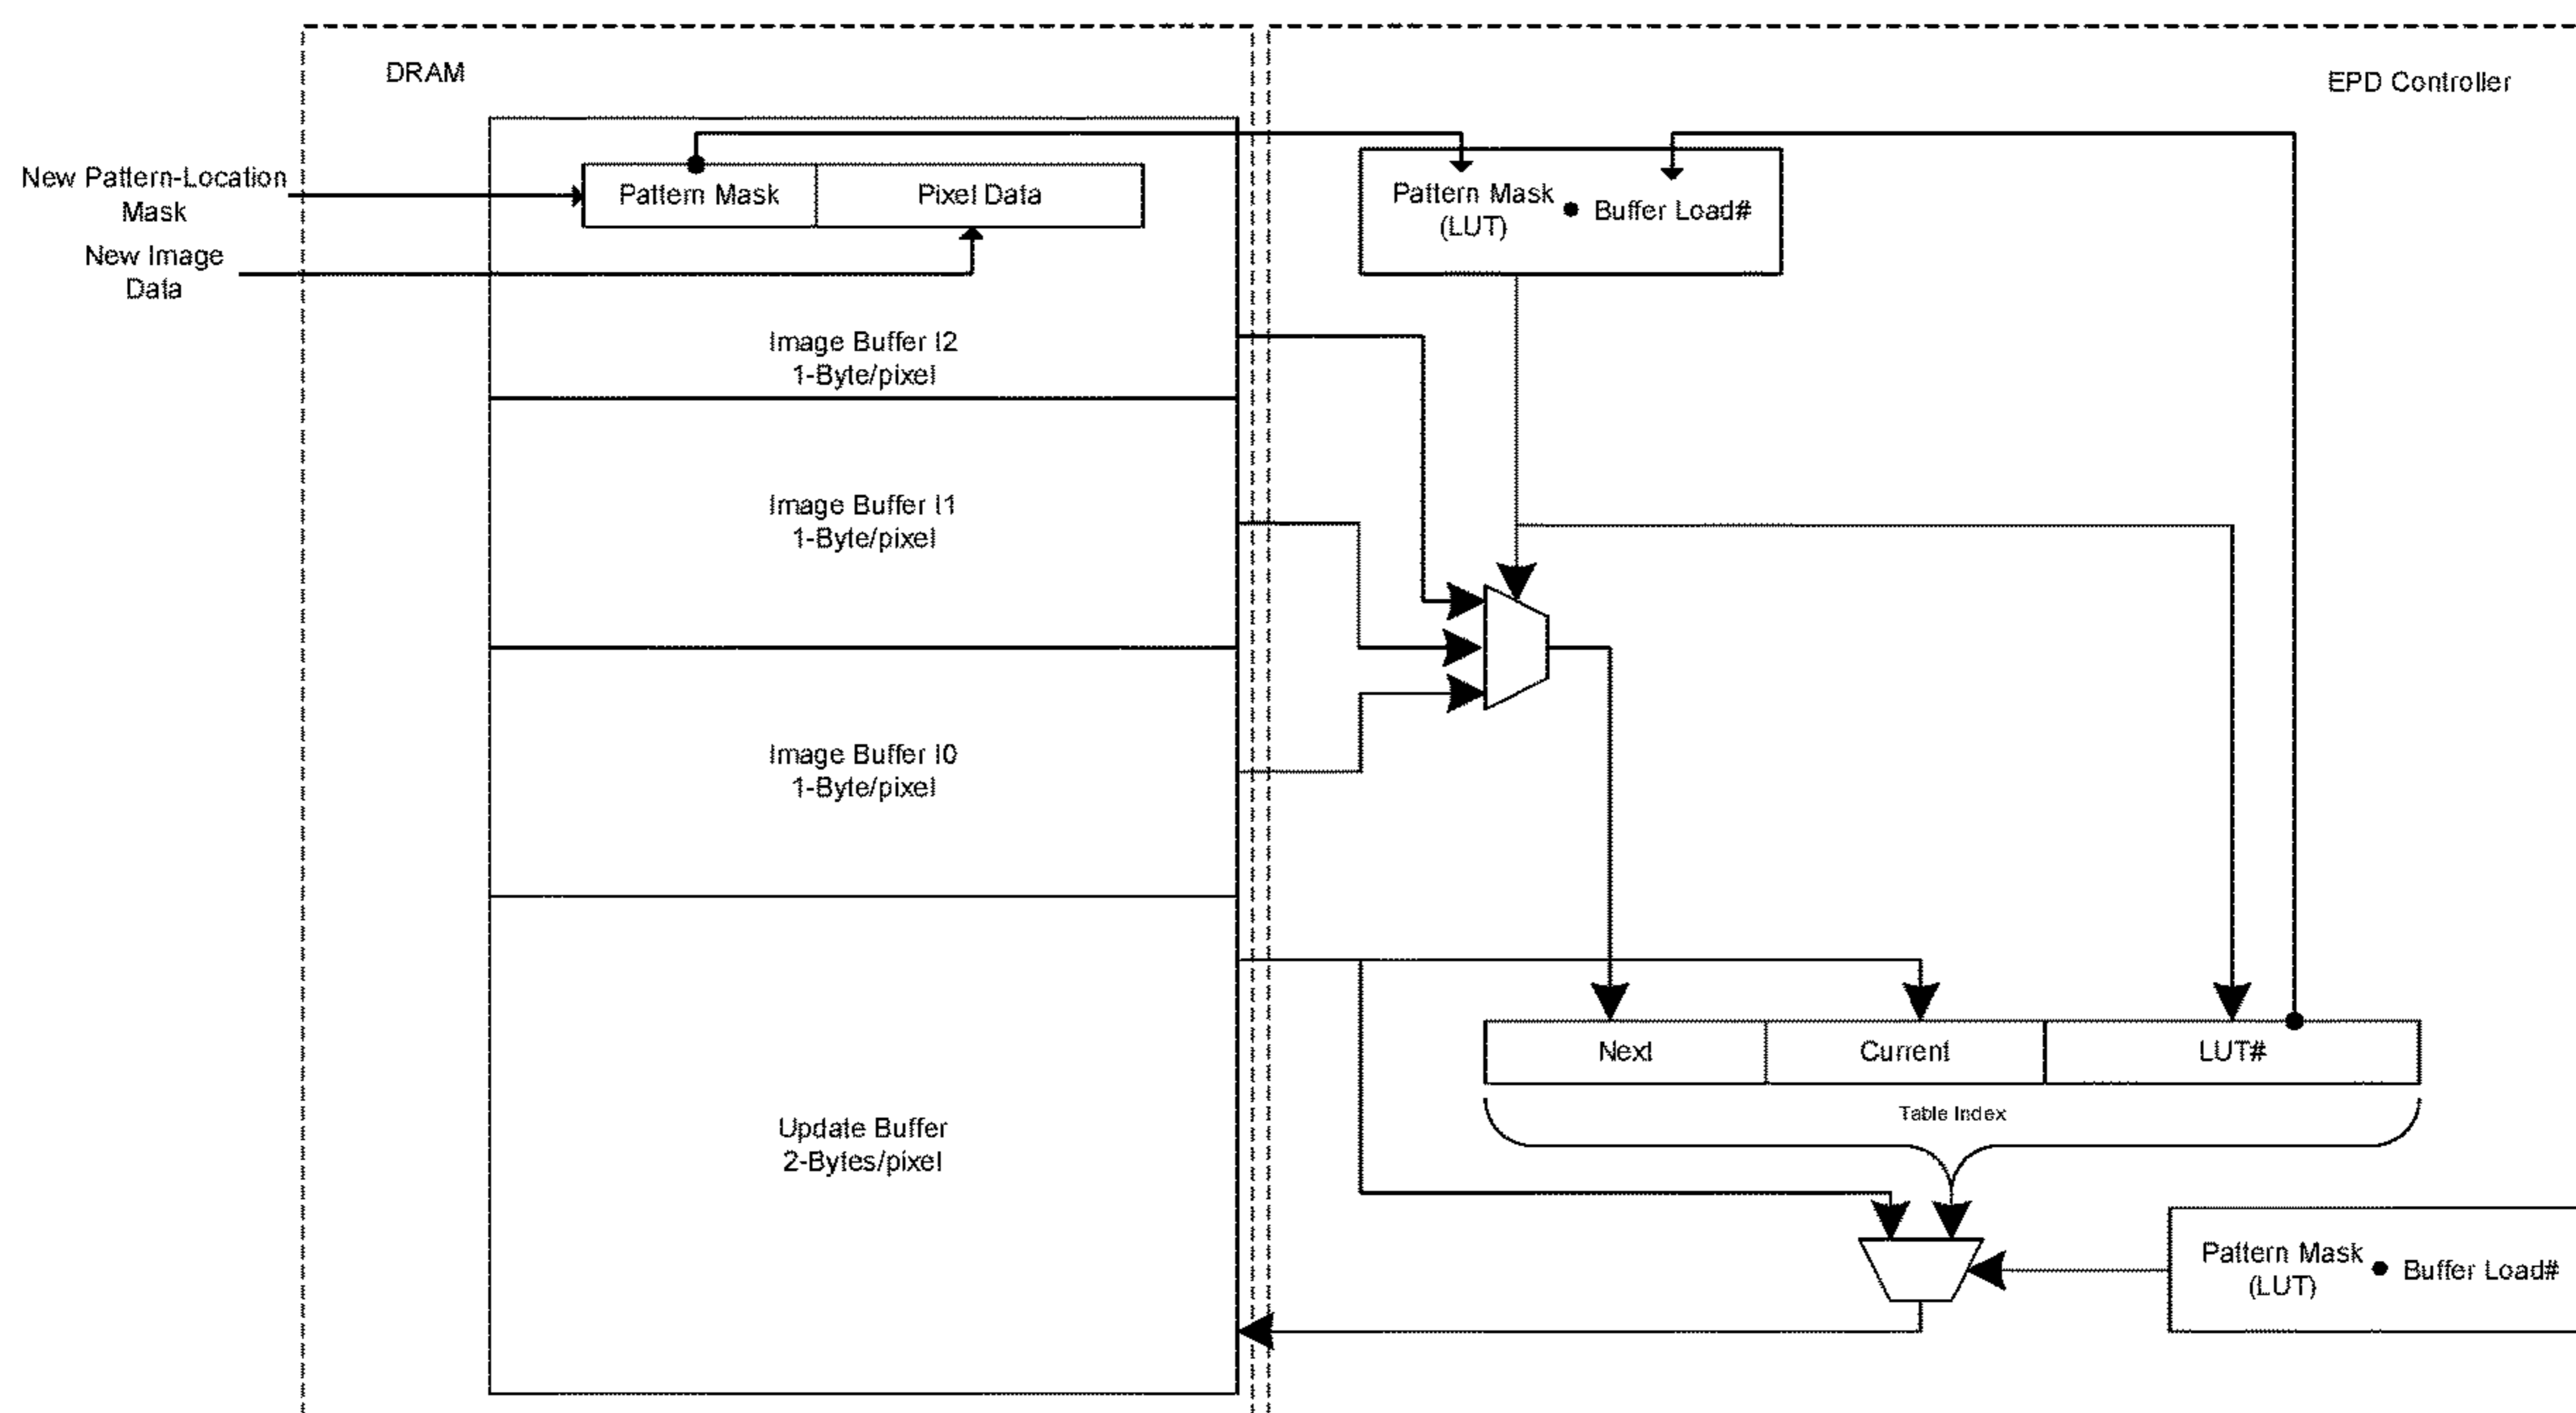 DRAM
EPD Controller
New Pattern-Location
Mask
Pattern Mask
Pixel Data
New Image
Data
Pattern Mask
(LUT)
• Buffer Load#
Image Buffer I2
1-Byte/pixel
Image Buffer I1
1-Byte/pixel
Image Buffer I0
1-Byte/pixel
Next
Current
LUT#
Table Index
Update Buffer
2-Bytes/pixel
Pattern Mask
(LUT)
• Buffer Load#